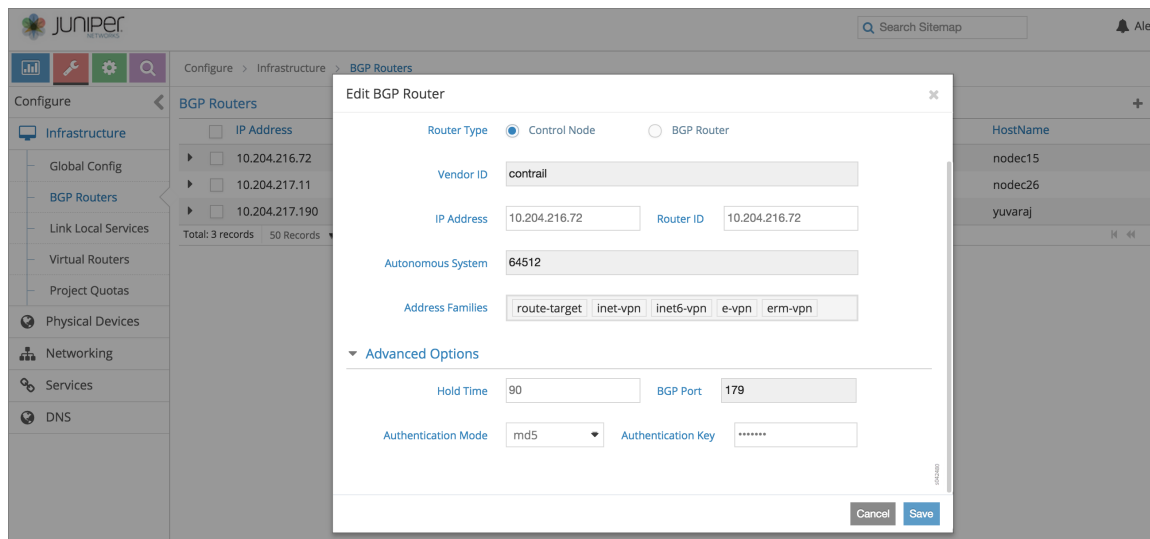 JUNIPER
NETWORKS
Search Sitemap
Ale
Configure > Infrastructure > BGP Routers
Configure
Infrastructure
Global Config
BGP Routers
Link Local Services
Virtual Routers
Project Quotas
Physical Devices
Networking
Services
DNS
BGP Routers
IP Address HostName
10.204.216.72 nodec15
10.204.217.11 nodec26
10.204.217.190 yuvaraj
Total: 3 records 50 Records
Edit BGP Router
Router Type Control Node BGP Router
Vendor ID contrail
IP Address 10.204.216.72 Router ID 10.204.216.72
Autonomous System 64512
Address Families route-target inet-vpn inet6-vpn e-vpn erm-vpn
Advanced Options
Hold Time 90 BGP Port 179
Authentication Mode md5 Authentication Key •••••••
s042460
Cancel Save